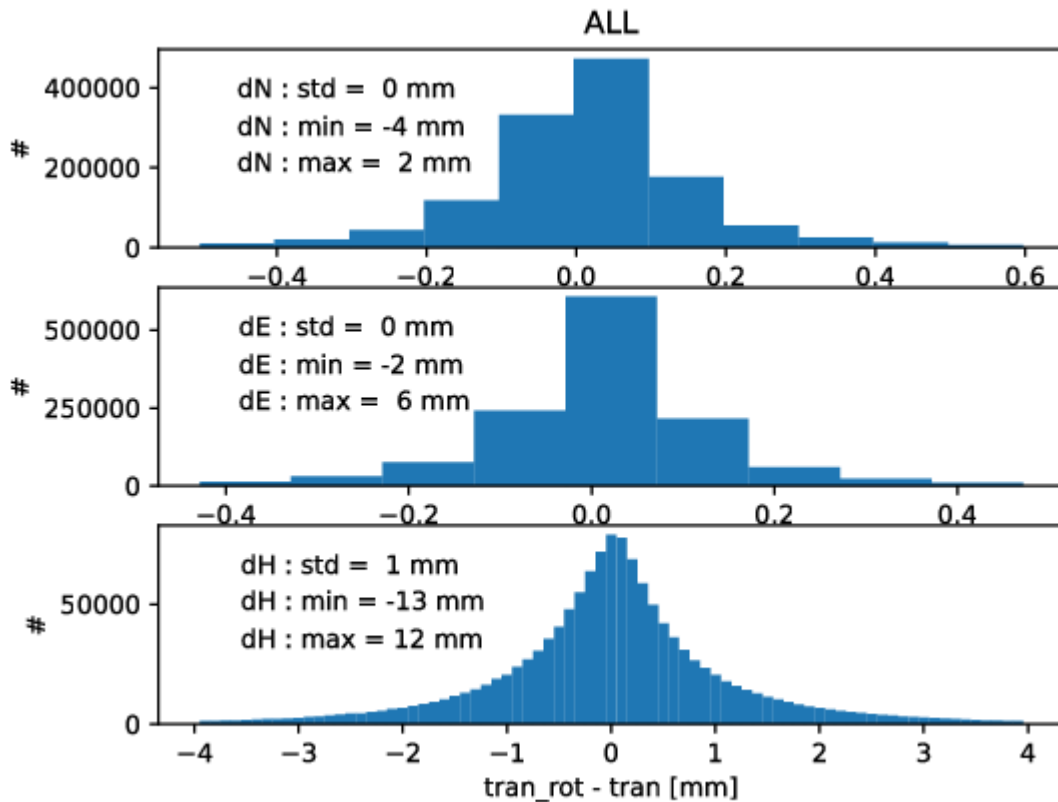 ALL
400000
200000
0
#
dN : std = 0 mm
dN : min = -4 mm
dN : max = 2 mm
−0.4 −0.2 0.0 0.2 0.4 0.6
500000
250000
0
#
dE : std = 0 mm
dE : min = -2 mm
dE : max = 6 mm
−0.4 −0.2 0.0 0.2 0.4
50000
0
#
dH : std = 1 mm
dH : min = -13 mm
dH : max = 12 mm
−4 −3 −2 −1 0 1 2 3 4
tran_rot - tran [mm]